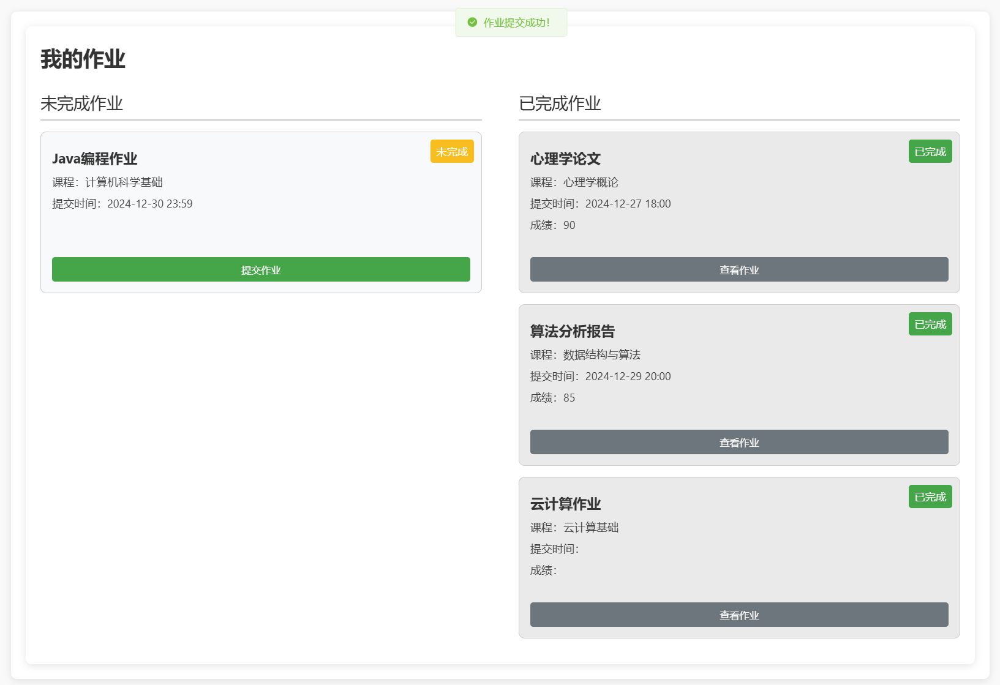 作业提交成功！
我的作业
未完成作业
Java编程作业
未完成
课程：计算机科学基础
提交时间：2024-12-30 23:59
提交作业
已完成作业
心理学论文
已完成
课程：心理学概论
提交时间：2024-12-27 18:00
成绩：90
查看作业
算法分析报告
已完成
课程：数据结构与算法
提交时间：2024-12-29 20:00
成绩：85
查看作业
云计算作业
已完成
课程：云计算基础
提交时间：
成绩：
查看作业